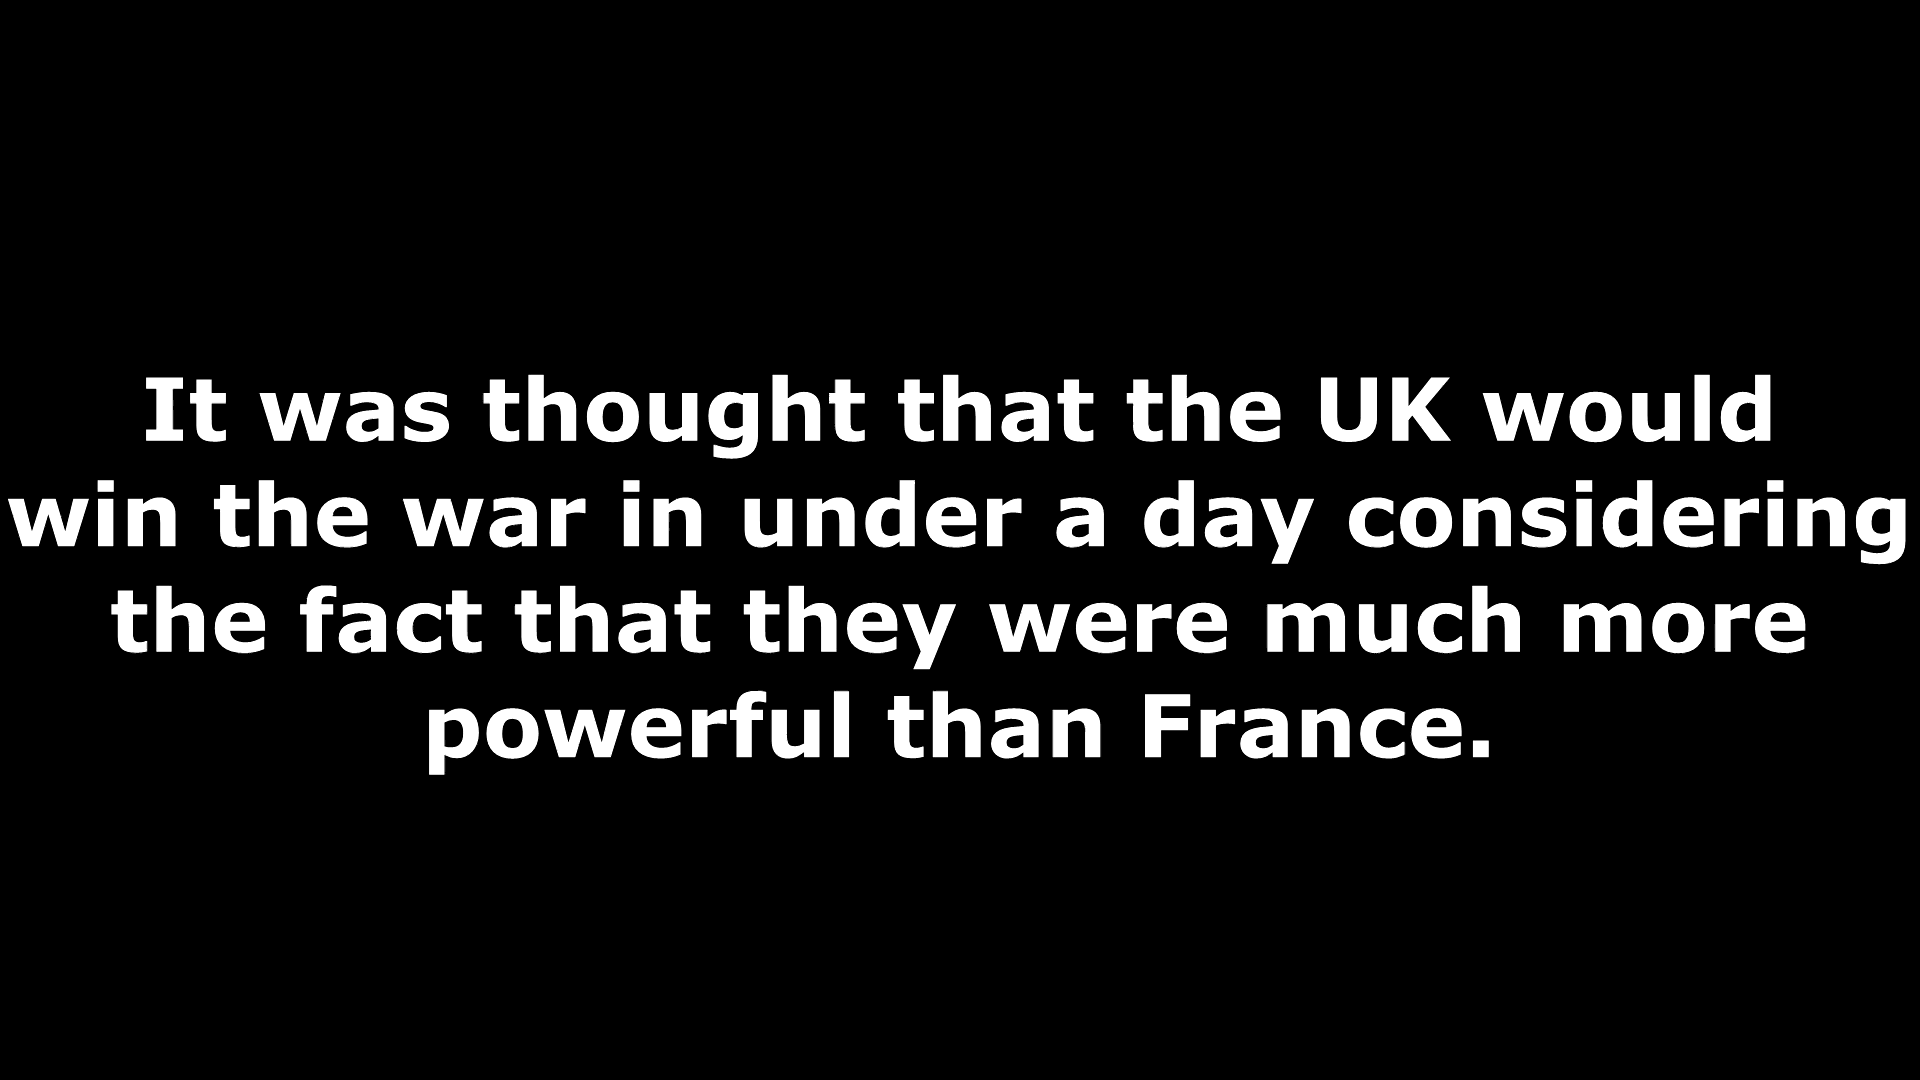 It was thought that the UK would
win the war in under a day considering
the fact that they were much more
powerful than France.